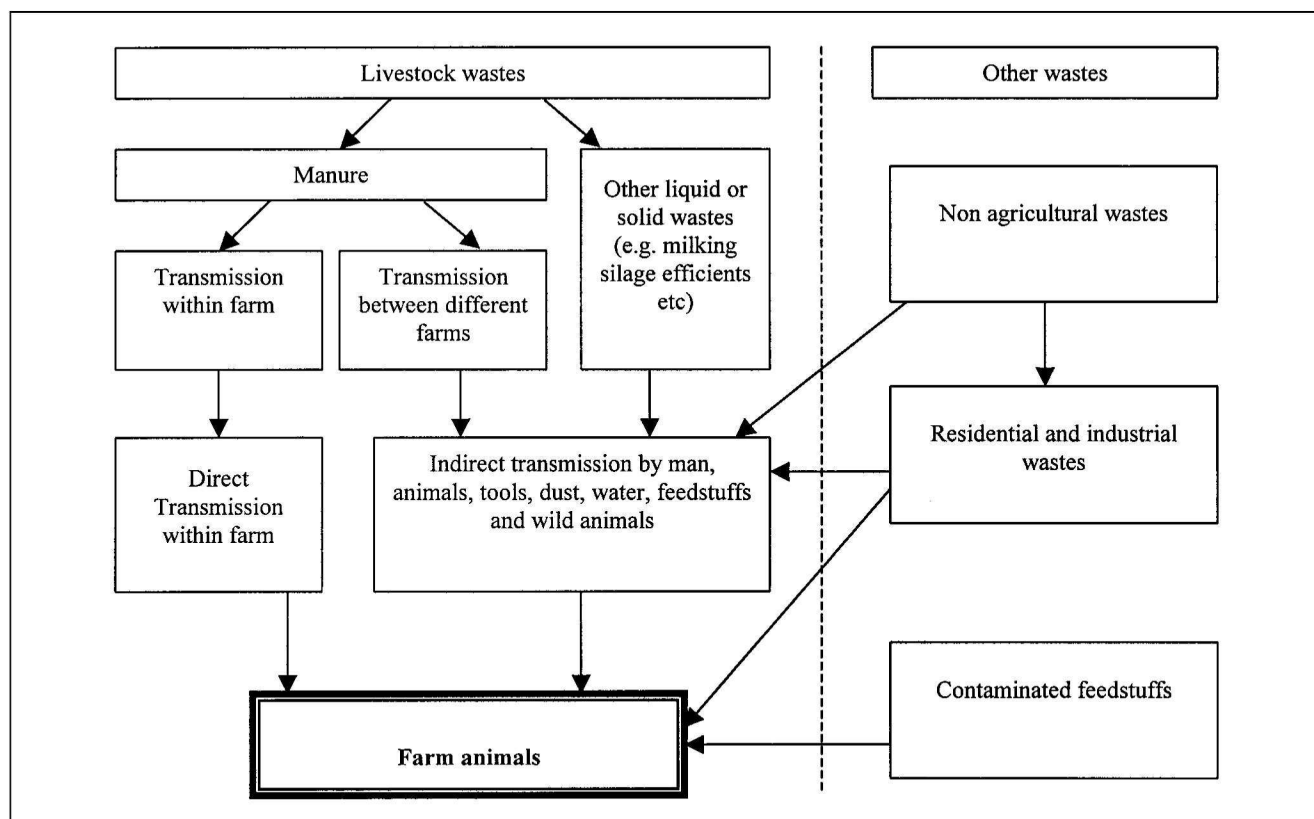 Livestock wastes
Other wastes
Manure
Other liquid or
solid wastes
(e.g. milking
silage efficients
etc)
Non agricultural wastes
Transmission
within farm
Transmission
between different
farms
Direct
Transmission
within farm
Indirect transmission by man,
animals, tools, dust, water, feedstuffs
and wild animals
Residential and industrial
wastes
Contaminated feedstuffs
Farm animals